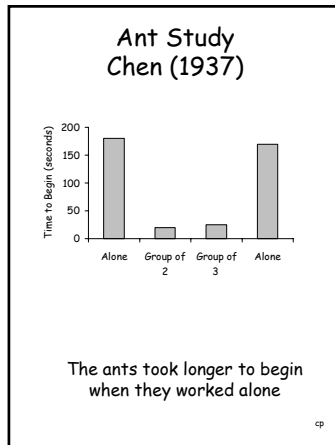 Ant Study
Chen (1937)
Time to Begin (seconds)
200
150
100
50
0
Alone
Group of
2
Group of
3
Alone
The ants took longer to begin
when they worked alone
cp